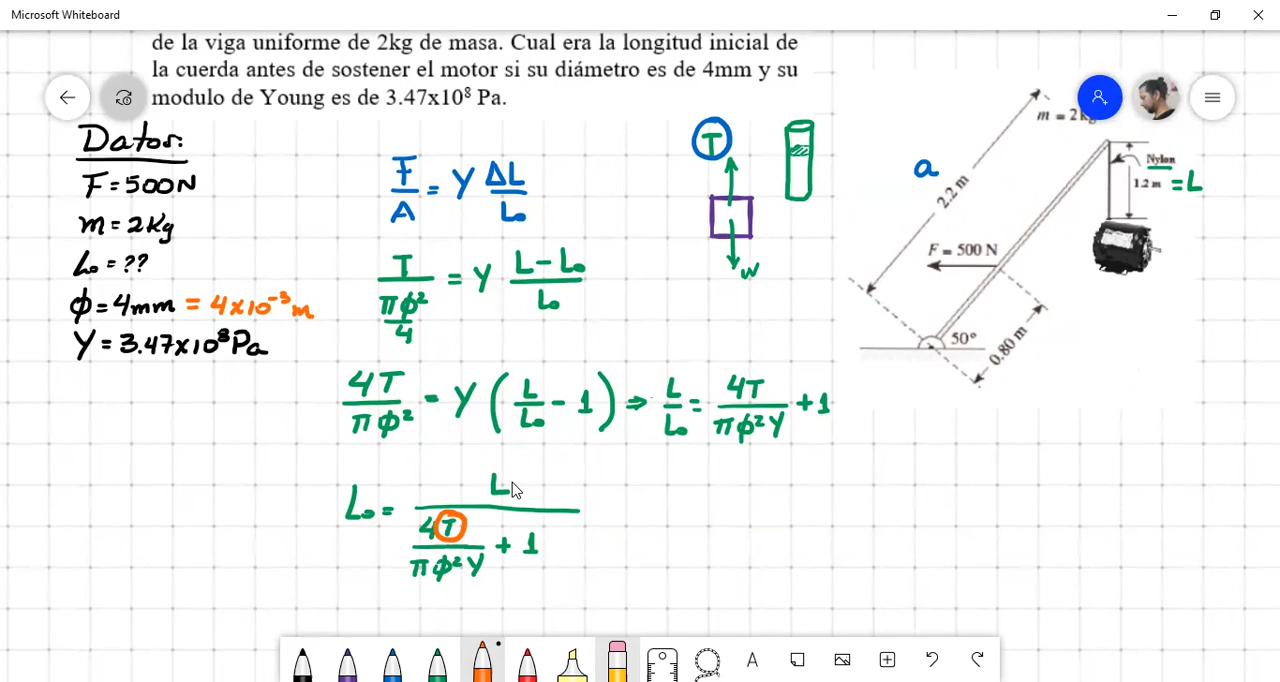 Microsoft Whiteboard
de la viga uniforme de 2kg de masa. Cual era la longitud inicial de
la cuerda antes de sostener el motor si su diámetro es de 4mm y su
modulo de Young es de 3.47x10⁸ Pa.
Datos:
F = 500N
m = 2Kg
L₀ = ??
ϕ = 4mm = 4x10⁻³m
Y = 3.47x10⁸Pa
F/A = Y ΔL/L₀
T/(πϕ²/4) = Y (L-L₀)/L₀
4T/(πϕ²) = Y (L/L₀ - 1) ⇒ L/L₀ = 4T/(πϕ²Y) + 1
L₀ = L/(4T/(πϕ²Y) + 1)
T
W
a
m = 2 kg
2.2 m
Nylon
1.2 m = L
F = 500 N
50°
0.80 m
A